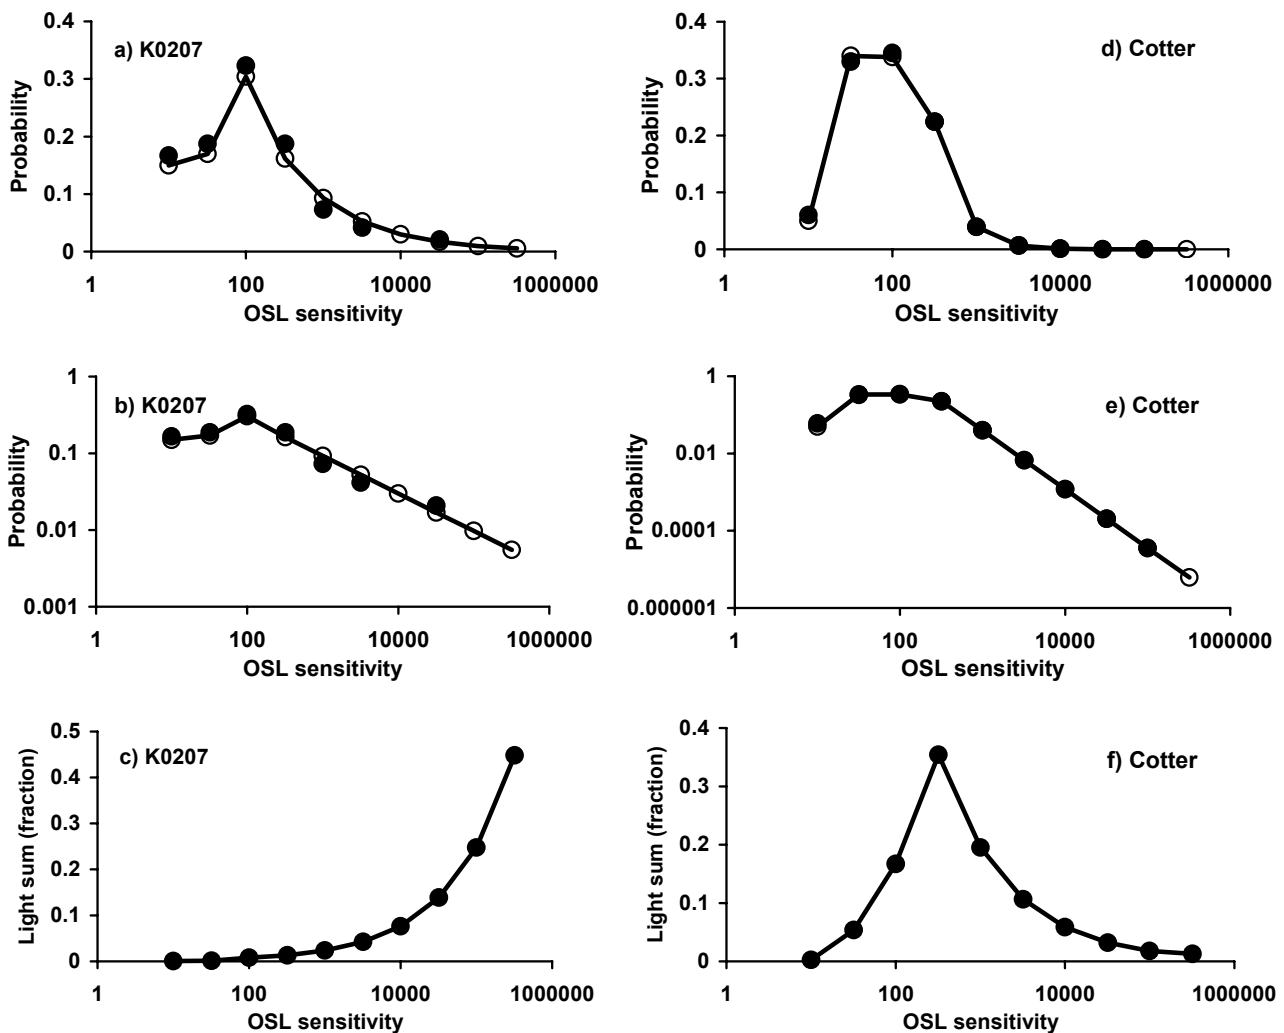 a) K0207
Probability
0.4
0.3
0.2
0.1
0
1
100
10000
1000000
OSL sensitivity
d) Cotter
Probability
0.4
0.3
0.2
0.1
0
1
100
10000
1000000
OSL sensitivity
b) K0207
Probability
1
0.1
0.01
0.001
1
100
10000
1000000
OSL sensitivity
e) Cotter
Probability
1
0.01
0.0001
0.000001
1
100
10000
1000000
OSL sensitivity
c) K0207
Light sum (fraction)
0.5
0.4
0.3
0.2
0.1
0
1
100
10000
1000000
OSL sensitivity
f) Cotter
Light sum (fraction)
0.4
0.3
0.2
0.1
0
1
100
10000
1000000
OSL sensitivity